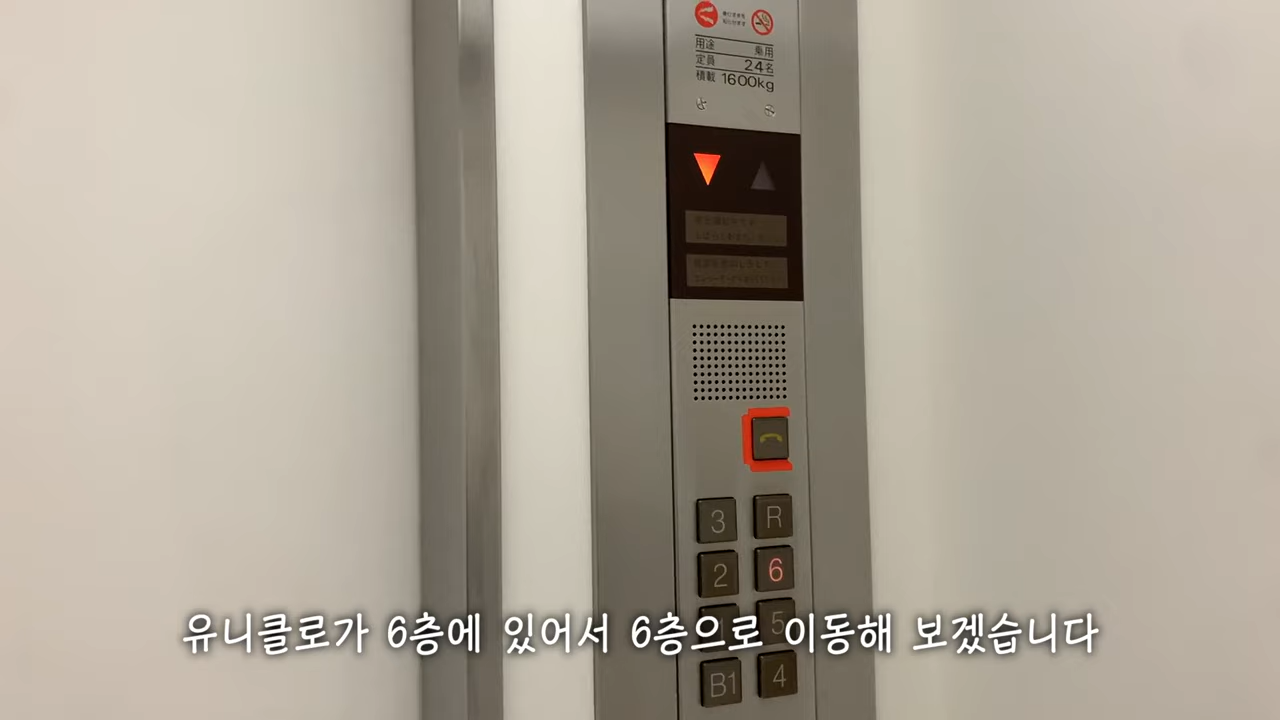 用途 乗用
定員 24名
積載 1600kg
3 R
2 6
5
B1 4
유니클로가 6층에 있어서 6층으로 이동해 보겠습니다